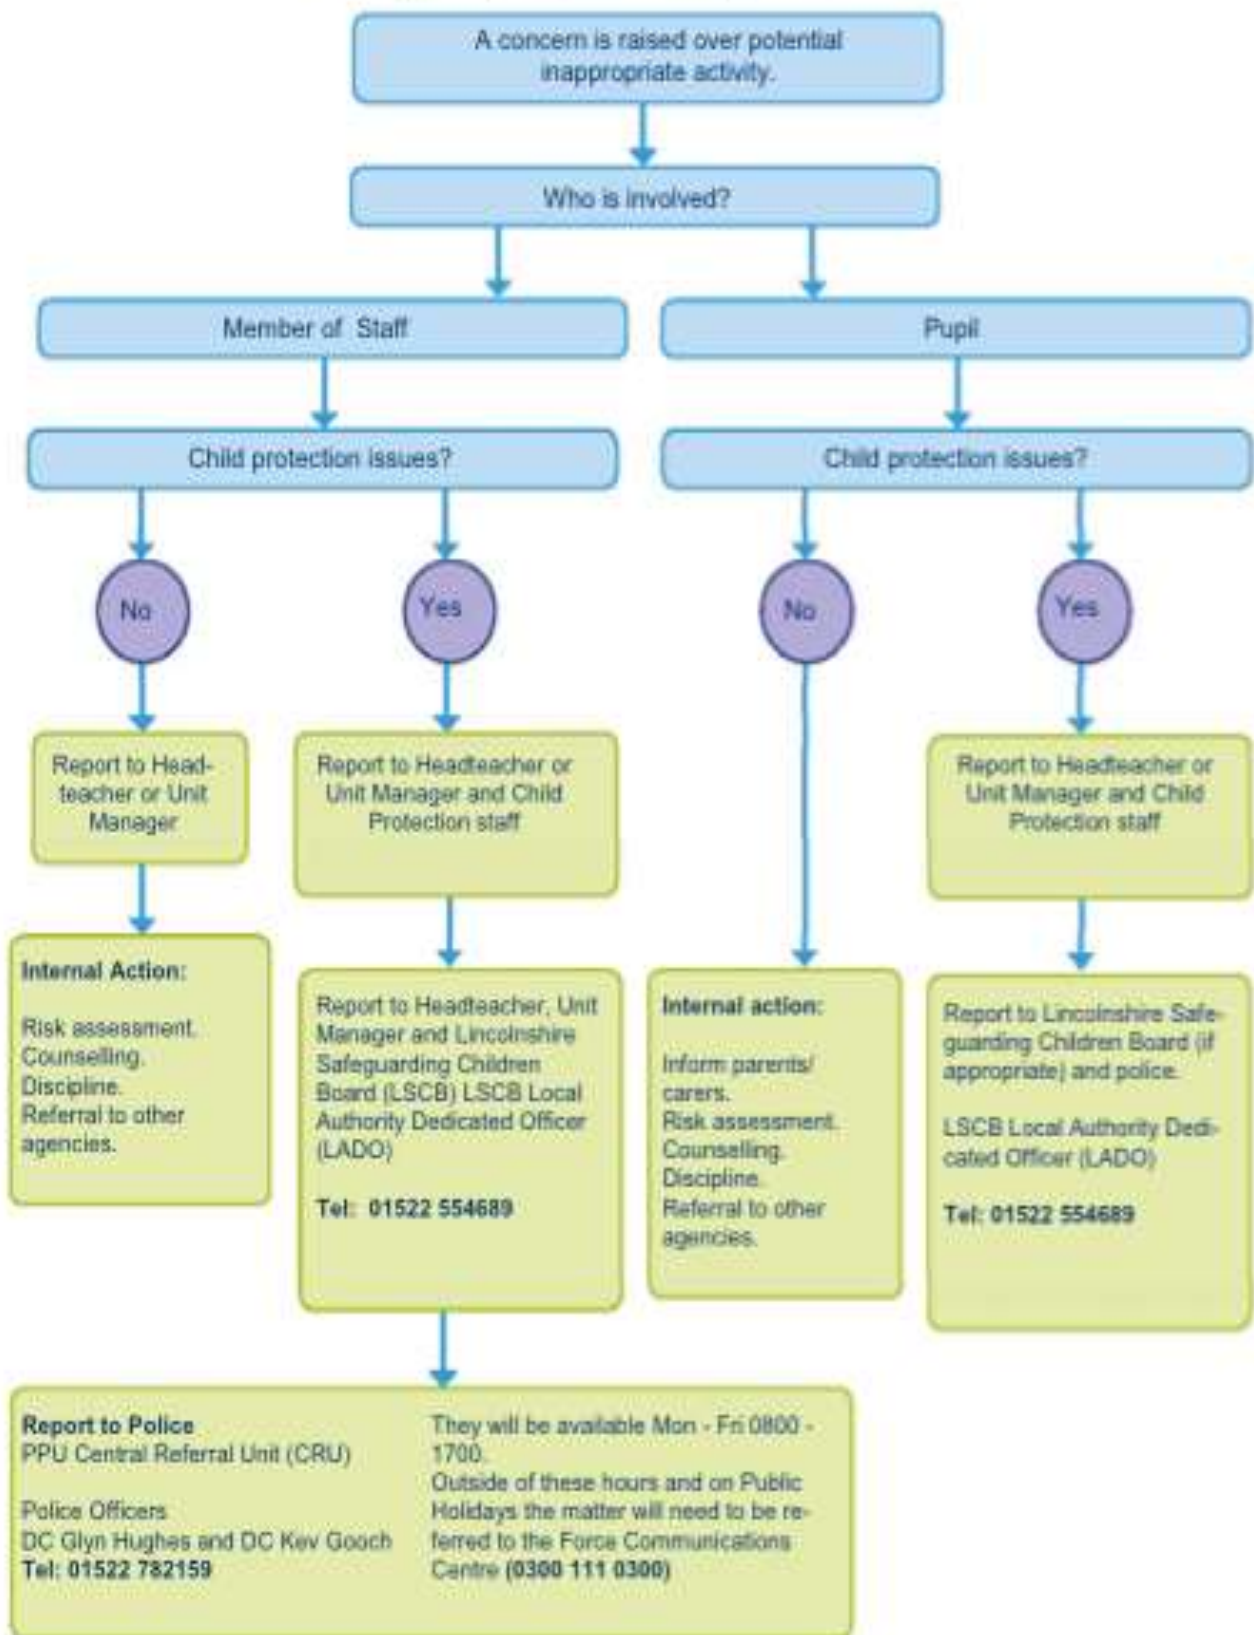 A concern is raised over potential
inappropriate activity.
Who is involved?
Member of Staff
Pupil
Child protection issues?
Child protection issues?
No
Yes
No
Yes
Report to Head-
teacher or Unit
Manager
Report to Headteacher or
Unit Manager and Child
Protection staff
Report to Headteacher or
Unit Manager and Child
Protection staff
Internal Action:
Risk assessment.
Counselling.
Discipline.
Referral to other
agencies.
Report to Headteacher, Unit
Manager and Lincolnshire
Safeguarding Children
Board (LSCB) LSCB Local
Authority Dedicated Officer
(LADO)
Tel: 01522 554689
Internal action:
Inform parents/
carers.
Risk assessment.
Counselling.
Discipline.
Referral to other
agencies.
Report to Lincolnshire Safe-
guarding Children Board (if
appropriate) and police.
LSCB Local Authority Dedi-
cated Officer (LADO)
Tel: 01522 554689
Report to Police
PPU Central Referral Unit (CRU)
Police Officers
DC Glyn Hughes and DC Kev Gooch
Tel: 01522 782159
They will be available Mon - Fri 0800 -
1700.
Outside of these hours and on Public
Holidays the matter will need to be re-
ferred to the Force Communications
Centre (0300 111 0300)